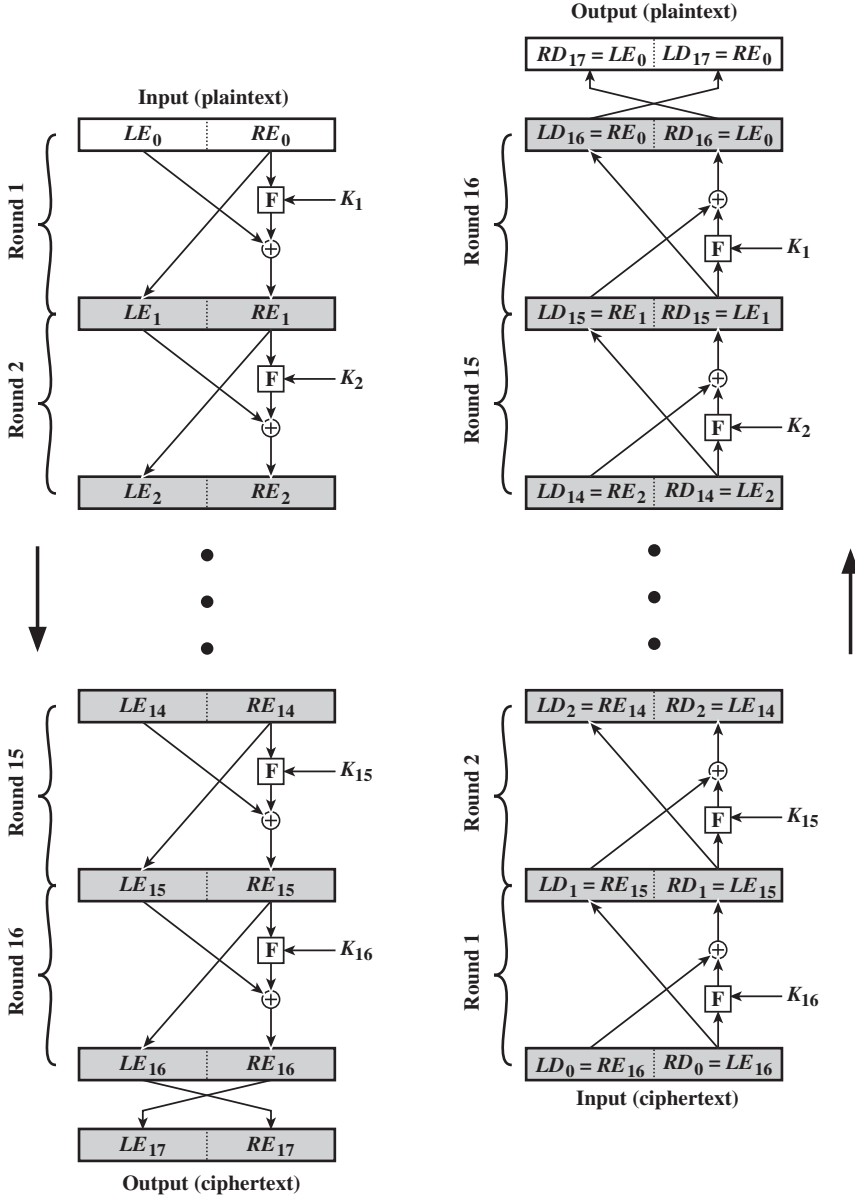 Input (plaintext)
LE₀ RE₀
Round 1
F K₁
+
LE₁ RE₁
Round 2
F K₂
+
LE₂ RE₂
LE₁₄ RE₁₄
Round 15
F K₁₅
+
LE₁₅ RE₁₅
Round 16
F K₁₆
+
LE₁₆ RE₁₆
LE₁₇ RE₁₇
Output (ciphertext)
Output (plaintext)
RD₁₇ = LE₀ LD₁₇ = RE₀
LD₁₆ = RE₀ RD₁₆ = LE₀
Round 16
+
F K₁
LD₁₅ = RE₁ RD₁₅ = LE₁
Round 15
+
F K₂
LD₁₄ = RE₂ RD₁₄ = LE₂
LD₂ = RE₁₄ RD₂ = LE₁₄
Round 2
+
F K₁₅
LD₁ = RE₁₅ RD₁ = LE₁₅
Round 1
+
F K₁₆
LD₀ = RE₁₆ RD₀ = LE₁₆
Input (ciphertext)